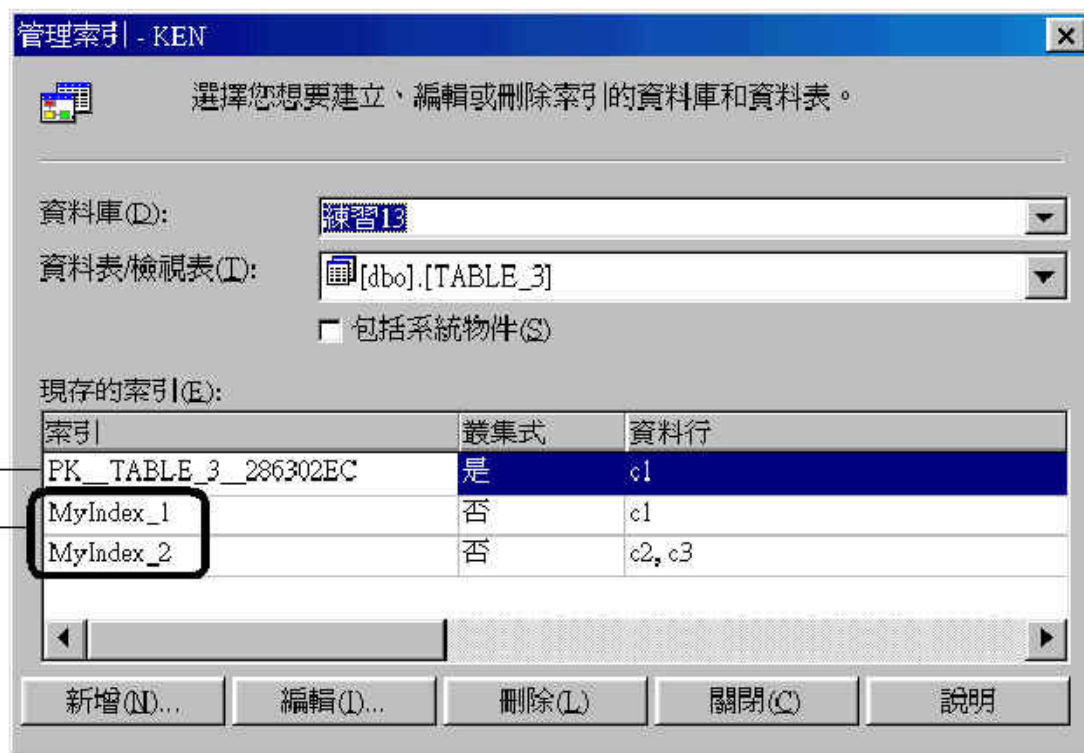 管理索引 - KEN
選擇您想要建立、編輯或刪除索引的資料庫和資料表。
資料庫(D):
練習13
資料表/檢視表(T):
[dbo].[TABLE_3]
包括系統物件(S)
現存的索引(E):
索引 叢集式 資料行
PK__TABLE_3__286302EC 是 c1
MyIndex_1 否 c1
MyIndex_2 否 c2, c3
新增(N)... 編輯(I)... 刪除(L) 關閉(C) 說明